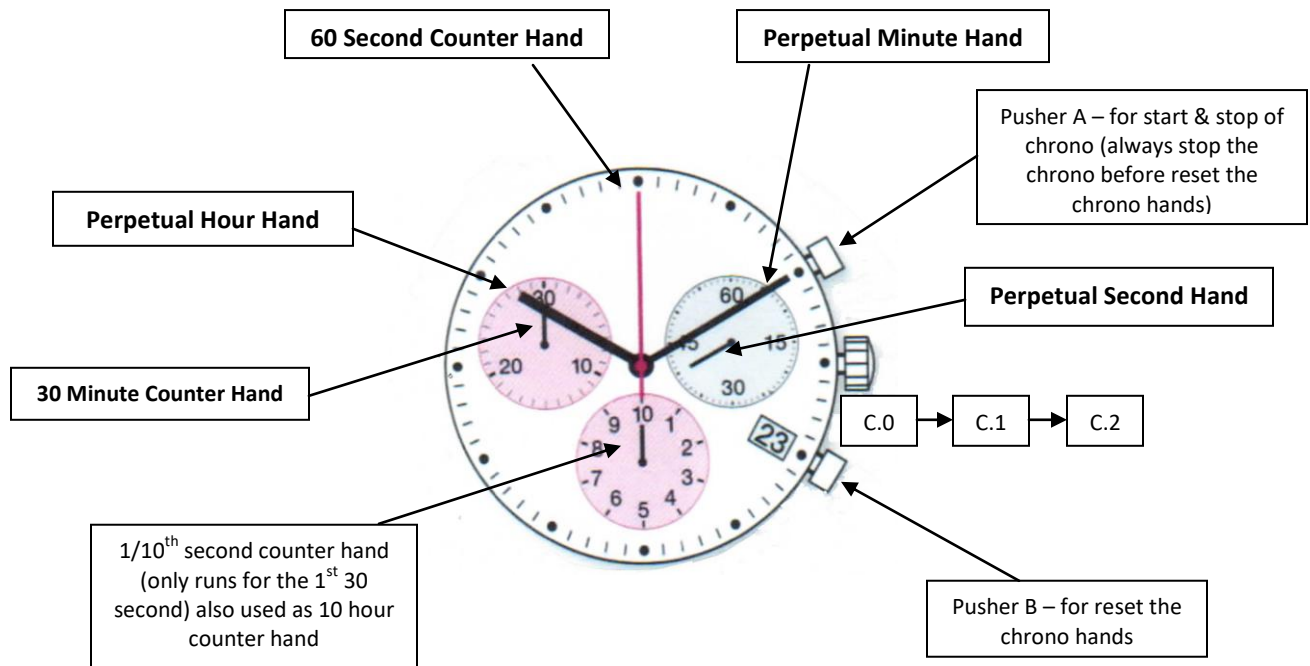 60 Second Counter Hand
Perpetual Minute Hand
Pusher A – for start & stop of
chrono (always stop the
chrono before reset the
chrono hands)
Perpetual Hour Hand
Perpetual Second Hand
30 Minute Counter Hand
30
20
10
60
45
15
30
10
9
1
8
2
7
3
6
4
5
23
C.0
C.1
C.2
1/10th second counter hand
(only runs for the 1st 30
second) also used as 10 hour
counter hand
Pusher B – for reset the
chrono hands